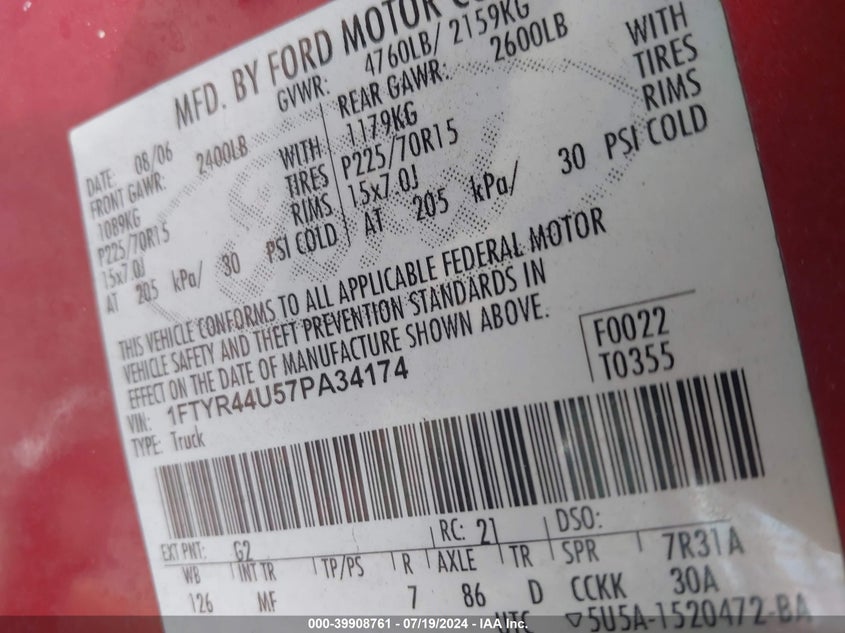 MFD. BY FORD MOTOR CO
DATE: 08/06 GVWR: 4760LB/ 2159KG
FRONT GAWR: 2400LB REAR GAWR: 2600LB
1089KG WITH 1179KG WITH
P225/70R15 TIRES P225/70R15 TIRES
15x7.0J RIMS 15x7.0J RIMS
AT 205 kPa/ 30 PSI COLD AT 205 kPa/ 30 PSI COLD
THIS VEHICLE CONFORMS TO ALL APPLICABLE FEDERAL MOTOR
VEHICLE SAFETY AND THEFT PREVENTION STANDARDS IN
EFFECT ON THE DATE OF MANUFACTURE SHOWN ABOVE.
VIN: 1FTYR44U57PA34174 F0022
TYPE: Truck T0355
EXT PNT: G2 RC: 21 DSO:
WB INT TR TP/PS R AXLE TR SPR 7R31A
126 MF 7 86 D CCKK 30A
UTC ▽5U5A-1520472-BA
000-39908761 - 07/19/2024 - IAA Inc.